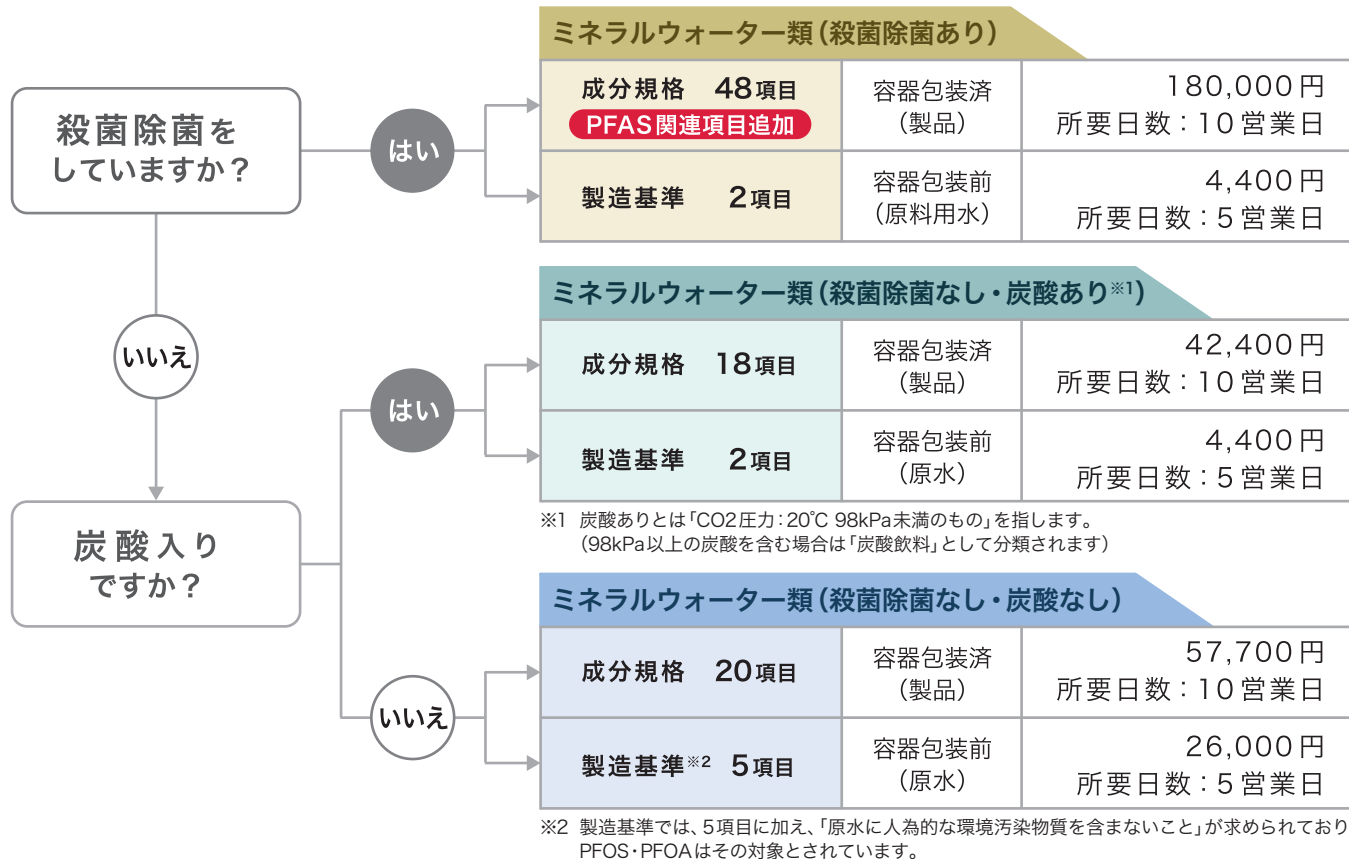 殺菌除菌を
していますか？
はい
いいえ
炭酸入り
ですか？
はい
いいえ
ミネラルウォーター類（殺菌除菌あり）
成分規格 48項目
PFAS関連項目追加
容器包装済
（製品）
180,000円
所要日数：10営業日
製造基準 2項目
容器包装前
（原料用水）
4,400円
所要日数：5営業日
ミネラルウォーター類（殺菌除菌なし・炭酸あり※1）
成分規格 18項目
容器包装済
（製品）
42,400円
所要日数：10営業日
製造基準 2項目
容器包装前
（原水）
4,400円
所要日数：5営業日
※1 炭酸ありとは「CO2圧力：20℃ 98kPa未満のもの」を指します。
（98kPa以上の炭酸を含む場合は「炭酸飲料」として分類されます）
ミネラルウォーター類（殺菌除菌なし・炭酸なし）
成分規格 20項目
容器包装済
（製品）
57,700円
所要日数：10営業日
製造基準※2 5項目
容器包装前
（原水）
26,000円
所要日数：5営業日
※2 製造基準では、5項目に加え、「原水に人為的な環境汚染物質を含まないこと」が求められており
PFOS・PFOAはその対象とされています。